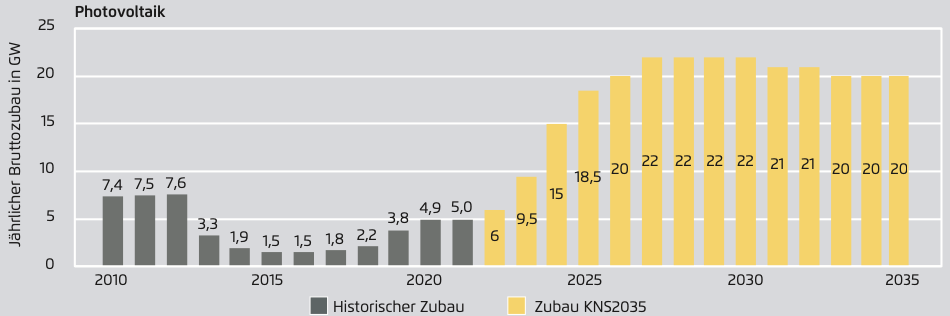 Photovoltaik
Jährlicher Bruttozubau in GW
25
20
15
10
5
0
7,4 7,5 7,6 3,3 1,9 1,5 1,5 1,8 2,2 3,8 4,9 5,0 6 9,5 15 18,5 20 22 22 22 22 21 21 20 20 20
2010 2015 2020 2025 2030 2035
Historischer Zubau Zubau KNS2035